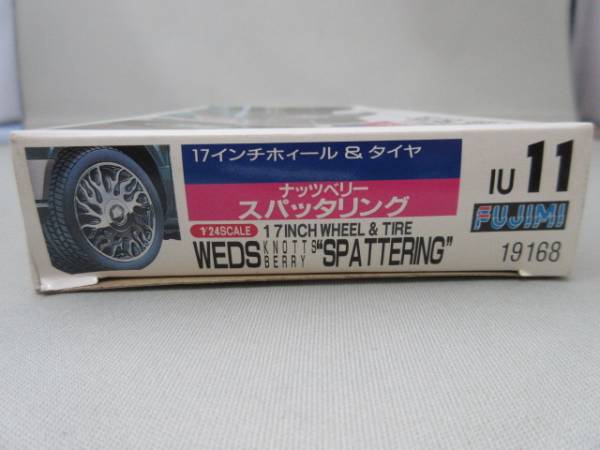 17インチホィール & タイヤ
ナッツベリー
スパッタリング
1/24SCALE 17INCH WHEEL & TIRE
WEDS KNOTTS BERRY "SPATTERING"
IU 11
FUJIMI
19168